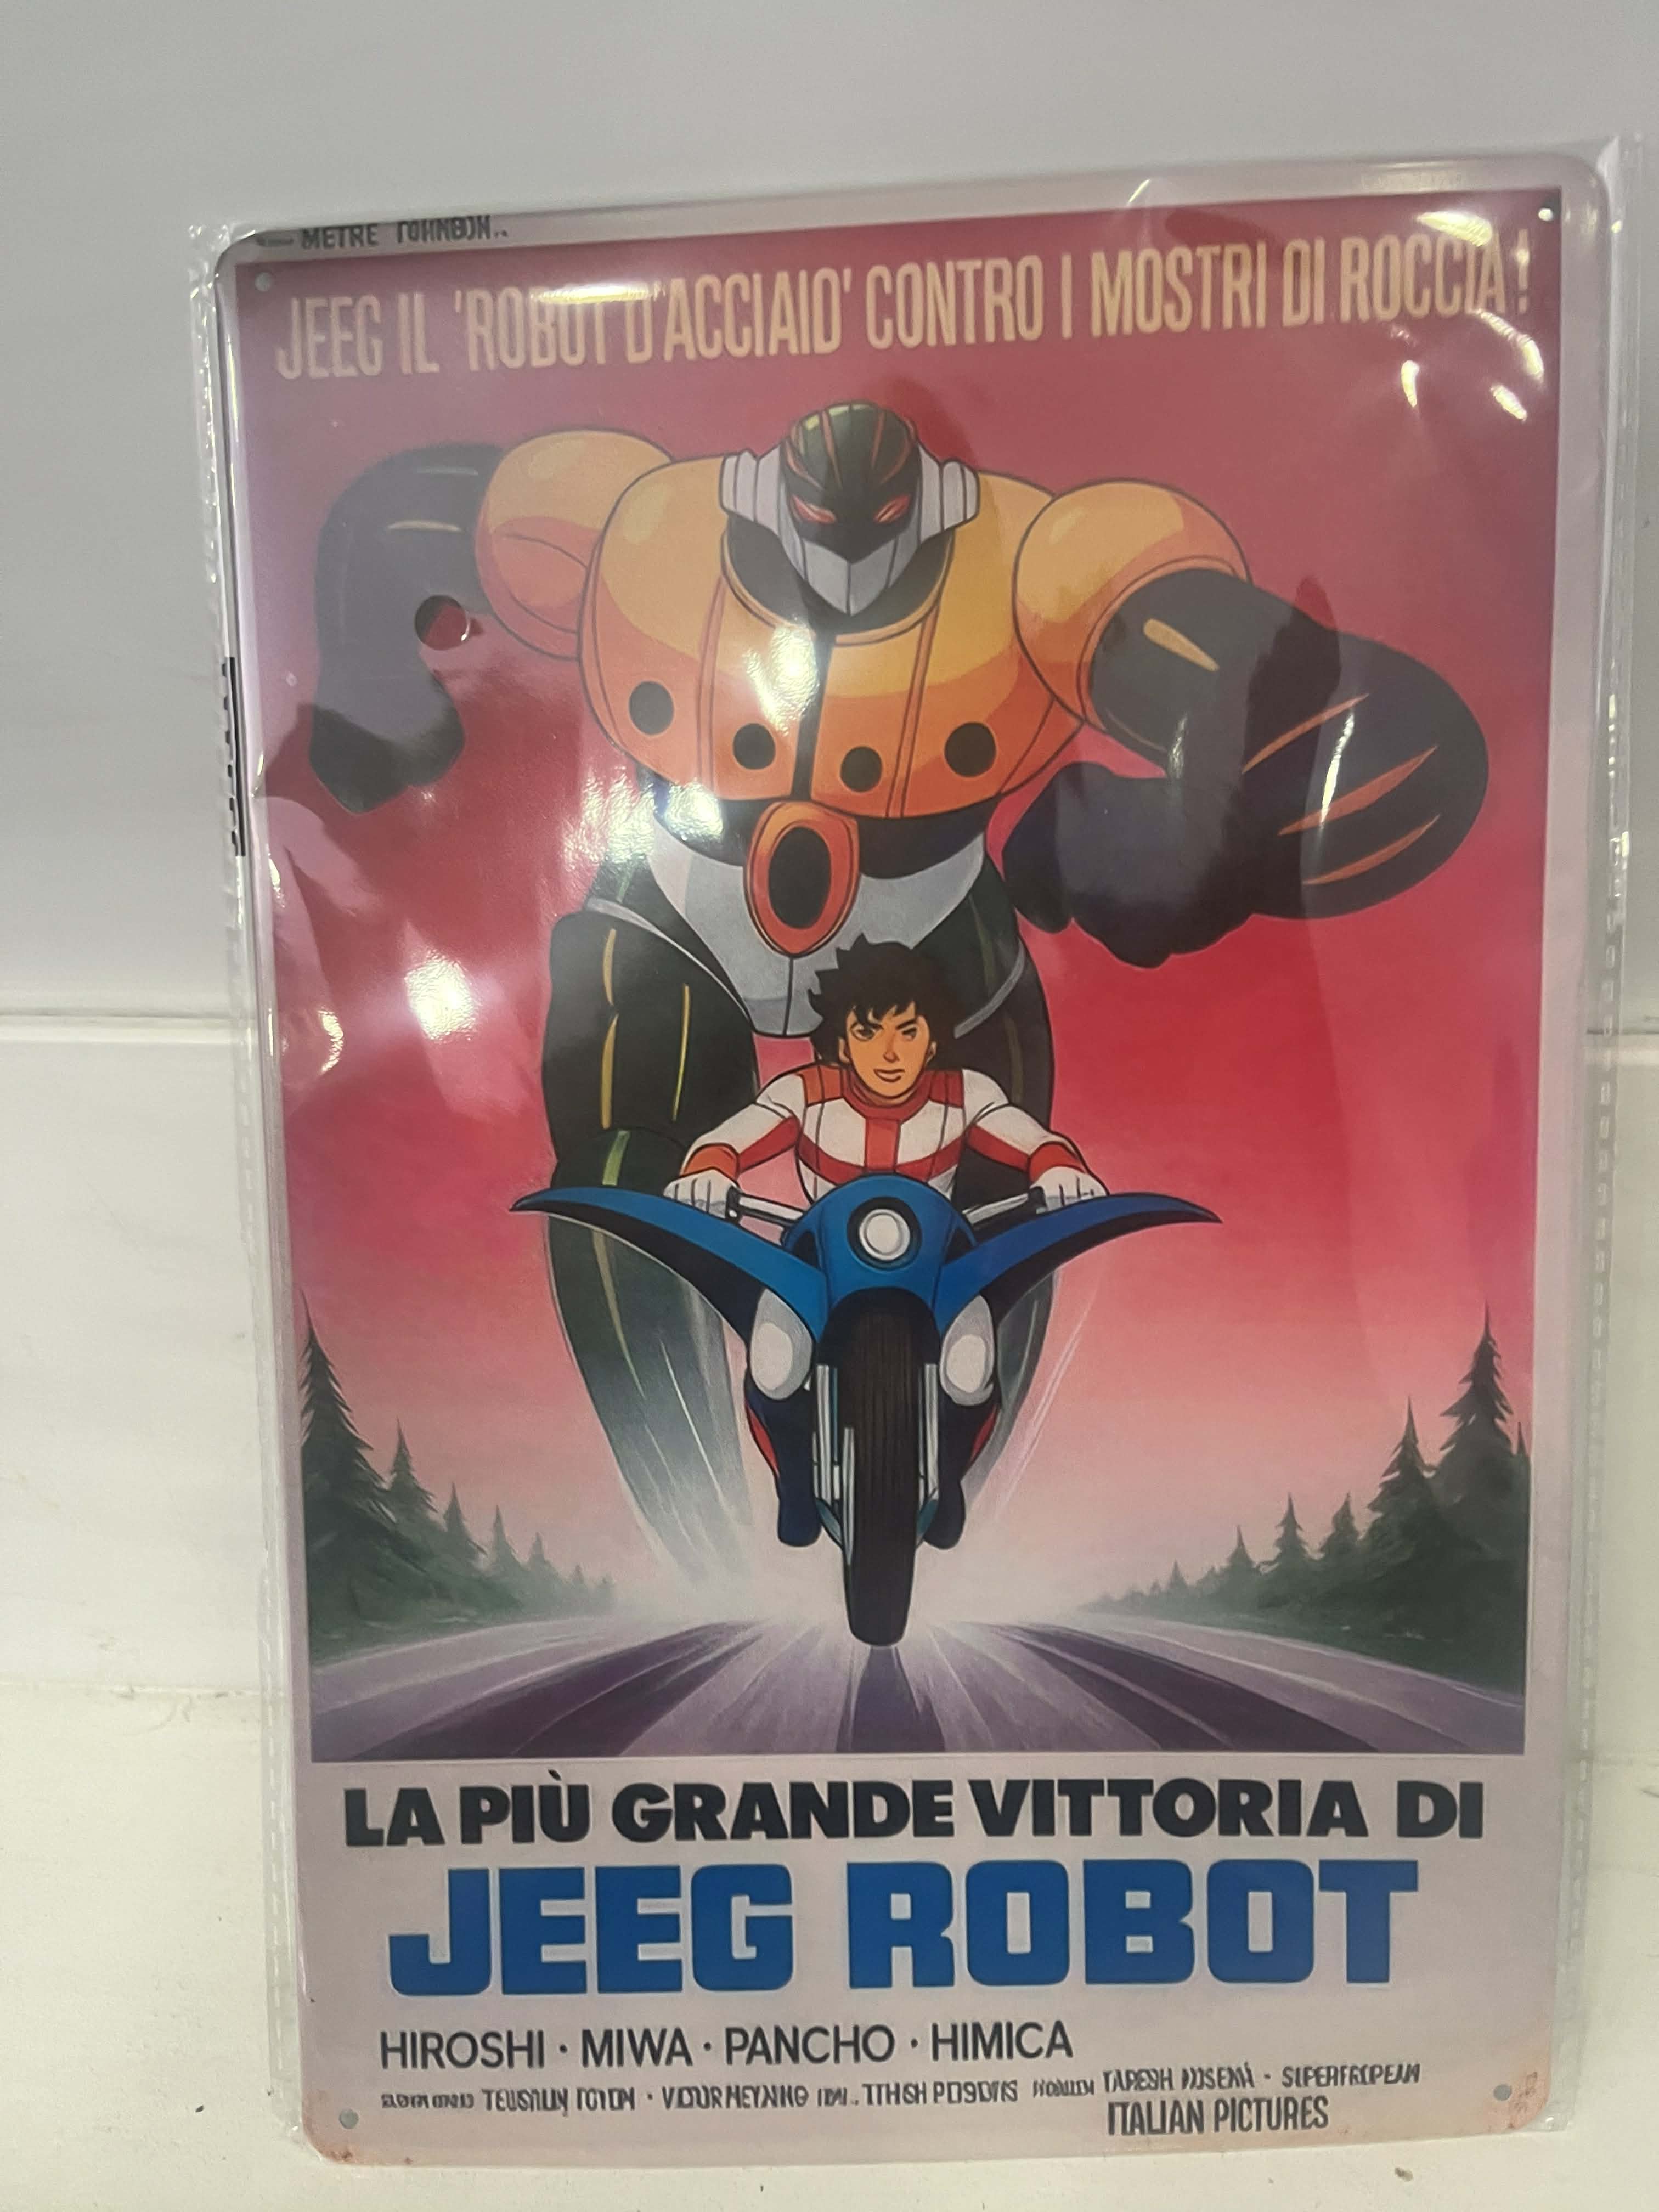 METRE
JEEG IL 'ROBOT D'ACCIAIO' CONTRO I MOSTRI DI ROCCIA!
LA PIÙ GRANDE VITTORIA DI
JEEG ROBOT
HIROSHI · MIWA · PANCHO · HIMICA
ITALIAN PICTURES